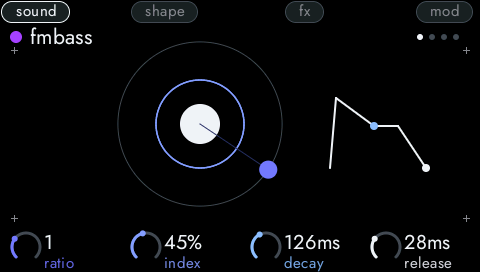 sound shape fx mod
fmbass
1 45% 126ms 28ms
ratio index decay release